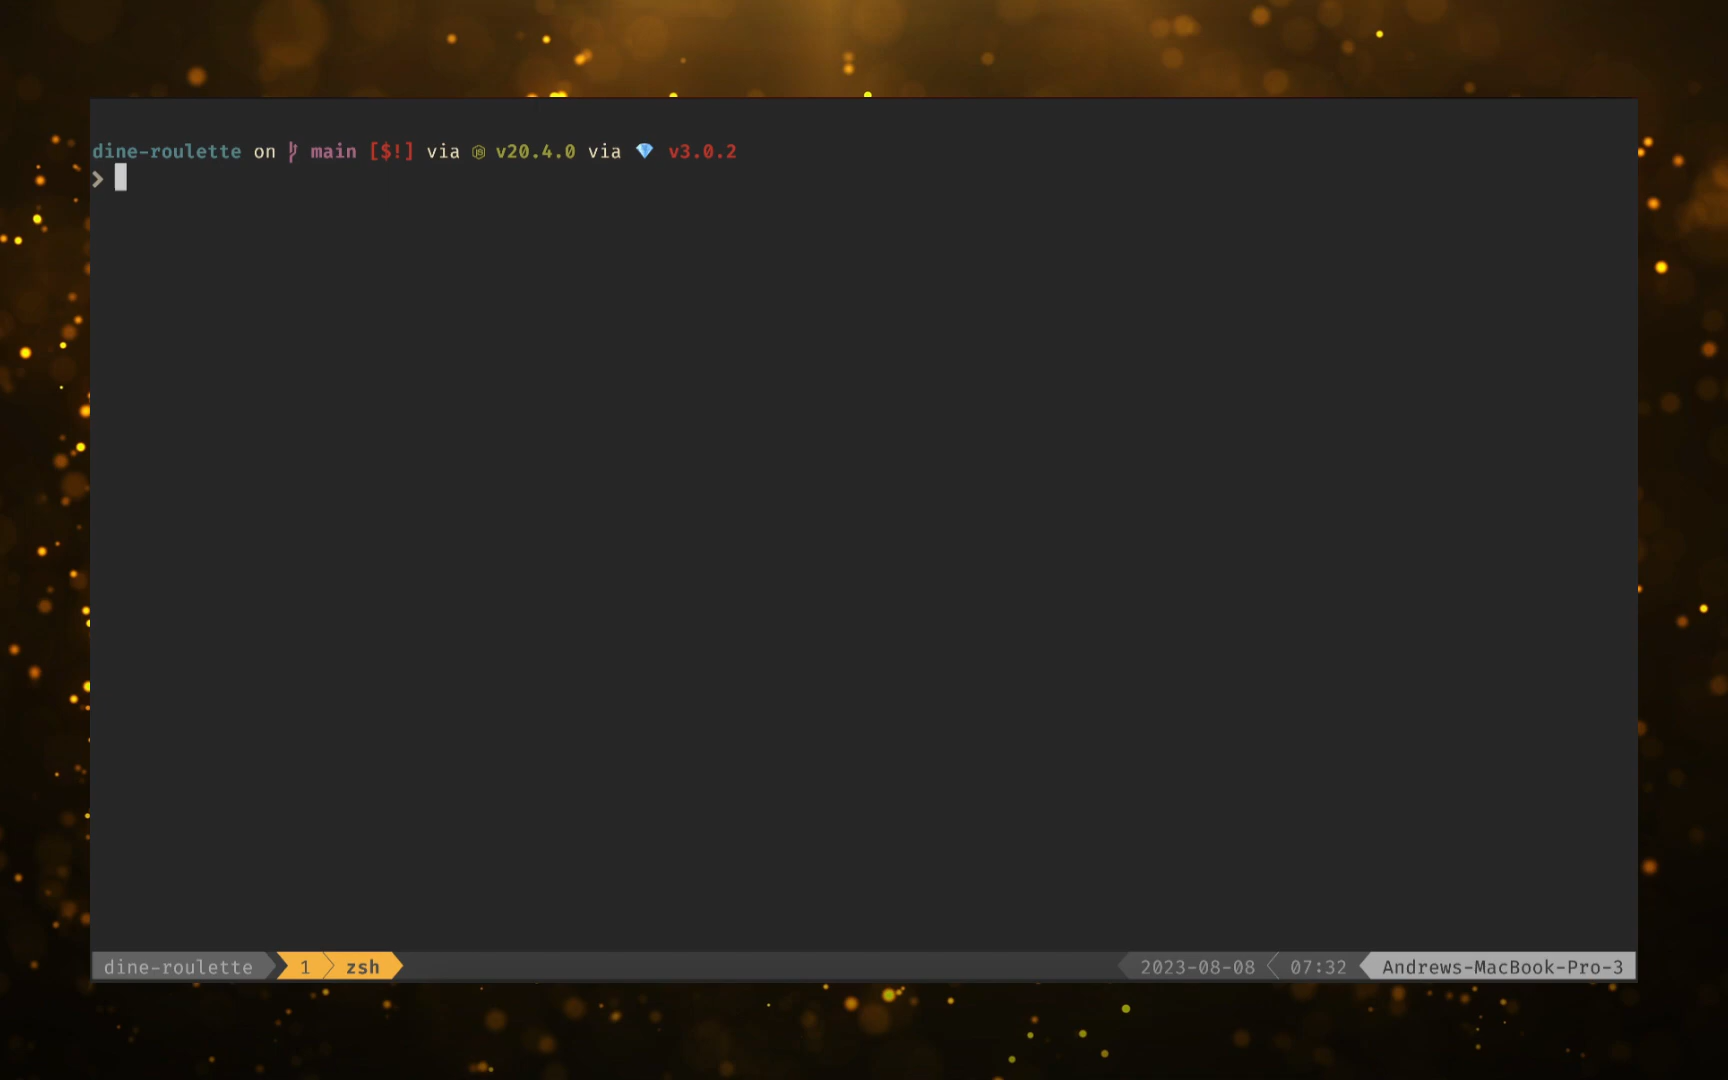 dine-roulette on main [$!] via v20.4.0 via 💎 v3.0.2
❯
dine-roulette 1 zsh 2023-08-08 07:32 Andrews-MacBook-Pro-3